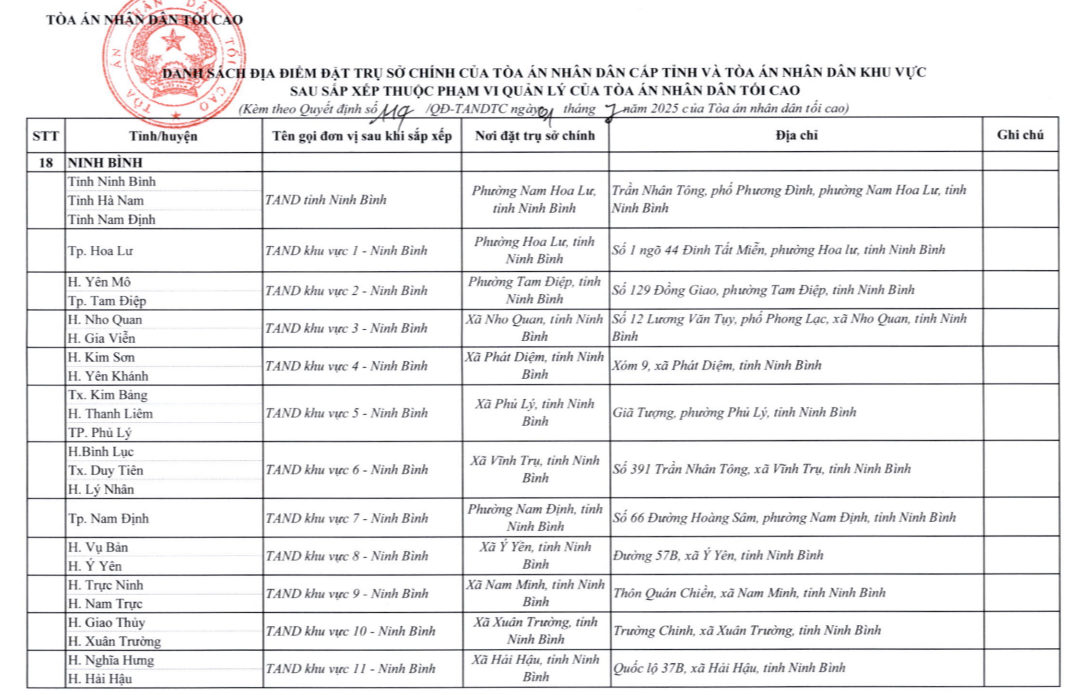 TÒA ÁN NHÂN DÂN TỐI CAO
DANH SÁCH ĐỊA ĐIỂM ĐẶT TRỤ SỞ CHÍNH CỦA TÒA ÁN NHÂN DÂN CẤP TỈNH VÀ TÒA ÁN NHÂN DÂN KHU VỰC
SAU SẮP XẾP THUỘC PHẠM VI QUẢN LÝ CỦA TÒA ÁN NHÂN DÂN TỐI CAO
(Kèm theo Quyết định số /QĐ-TANDTC ngày 01 tháng 7 năm 2025 của Tòa án nhân dân tối cao)
STT Tỉnh/huyện Tên gọi đơn vị sau khi sắp xếp Nơi đặt trụ sở chính Địa chỉ Ghi chú
18 NINH BÌNH
Tỉnh Ninh Bình
Tỉnh Hà Nam
Tỉnh Nam Định
TAND tỉnh Ninh Bình
Phường Nam Hoa Lư,
tỉnh Ninh Bình
Trần Nhân Tông, phố Phương Đình, phường Nam Hoa Lư, tỉnh
Ninh Bình
Tp. Hoa Lư
TAND khu vực 1 - Ninh Bình
Phường Hoa Lư, tỉnh
Ninh Bình
Số 1 ngõ 44 Đinh Tất Miễn, phường Hoa lư, tỉnh Ninh Bình
H. Yên Mô
Tp. Tam Điệp
TAND khu vực 2 - Ninh Bình
Phường Tam Điệp, tỉnh
Ninh Bình
Số 129 Đồng Giao, phường Tam Điệp, tỉnh Ninh Bình
H. Nho Quan
H. Gia Viễn
TAND khu vực 3 - Ninh Bình
Xã Nho Quan, tỉnh Ninh
Bình
Số 12 Lương Văn Tụy, phố Phong Lạc, xã Nho Quan, tỉnh Ninh
Bình
H. Kim Sơn
H. Yên Khánh
TAND khu vực 4 - Ninh Bình
Xã Phát Diệm, tỉnh Ninh
Bình
Xóm 9, xã Phát Diệm, tỉnh Ninh Bình
Tx. Kim Bảng
H. Thanh Liêm
TP. Phủ Lý
TAND khu vực 5 - Ninh Bình
Xã Phủ Lý, tỉnh Ninh
Bình
Giã Tượng, phường Phủ Lý, tỉnh Ninh Bình
H.Bình Lục
Tx. Duy Tiên
H. Lý Nhân
TAND khu vực 6 - Ninh Bình
Xã Vĩnh Trụ, tỉnh Ninh
Bình
Số 391 Trần Nhân Tông, xã Vĩnh Trụ, tỉnh Ninh Bình
Tp. Nam Định
TAND khu vực 7 - Ninh Bình
Phường Nam Định, tỉnh
Ninh Bình
Số 66 Đường Hoàng Sâm, phường Nam Định, tỉnh Ninh Bình
H. Vụ Bản
H. Ý Yên
TAND khu vực 8 - Ninh Bình
Xã Ý Yên, tỉnh Ninh
Bình
Đường 57B, xã Ý Yên, tỉnh Ninh Bình
H. Trực Ninh
H. Nam Trực
TAND khu vực 9 - Ninh Bình
Xã Nam Minh, tỉnh Ninh
Bình
Thôn Quán Chiền, xã Nam Minh, tỉnh Ninh Bình
H. Giao Thủy
H. Xuân Trường
TAND khu vực 10 - Ninh Bình
Xã Xuân Trường, tỉnh
Ninh Bình
Trường Chinh, xã Xuân Trường, tỉnh Ninh Bình
H. Nghĩa Hưng
H. Hải Hậu
TAND khu vực 11 - Ninh Bình
Xã Hải Hậu, tỉnh Ninh
Bình
Quốc lộ 37B, xã Hải Hậu, tỉnh Ninh Bình